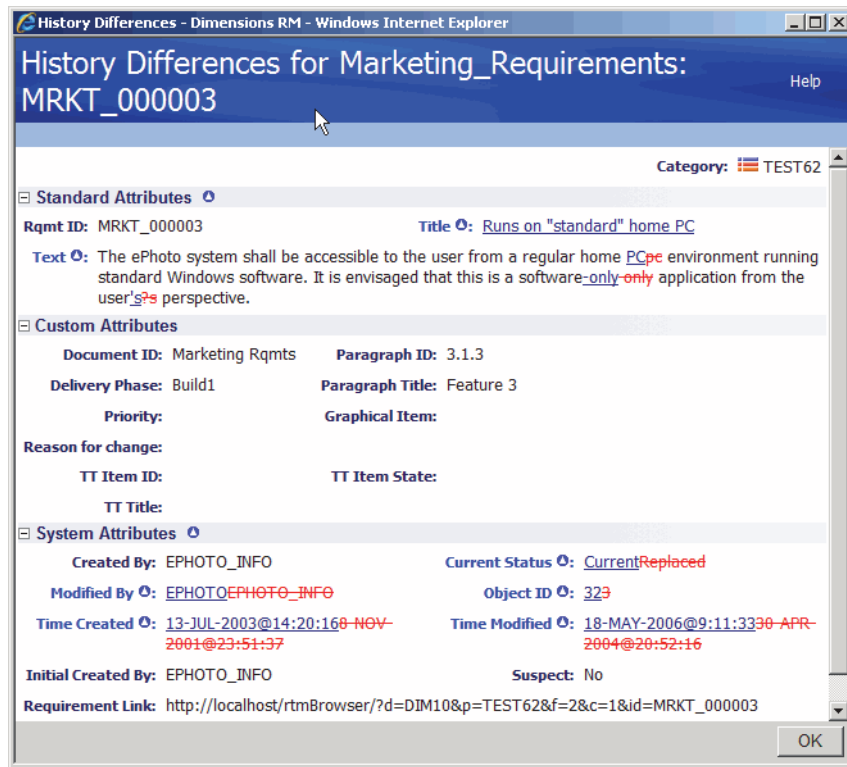 History Differences - Dimensions RM - Windows Internet Explorer
History Differences for Marketing_Requirements:
MRKT_000003
Help
Category: TEST62
Standard Attributes
Rqmt ID: MRKT_000003 Title : Runs on "standard" home PC
Text : The ePhoto system shall be accessible to the user from a regular home PCpc environment running
standard Windows software. It is envisaged that this is a software-only only application from the
user's?s perspective.
Custom Attributes
Document ID: Marketing Rqmts Paragraph ID: 3.1.3
Delivery Phase: Build1 Paragraph Title: Feature 3
Priority: Graphical Item:
Reason for change:
TT Item ID: TT Item State:
TT Title:
System Attributes
Created By: EPHOTO_INFO Current Status : CurrentReplaced
Modified By : EPHOTOEPHOTO_INFO Object ID : 323
Time Created : 13-JUL-2003@14:20:168-NOV-
2001@23:51:37
Time Modified : 18-MAY-2006@9:11:3330-APR-
2004@20:52:16
Initial Created By: EPHOTO_INFO Suspect: No
Requirement Link: http://localhost/rtmBrowser/?d=DIM10&p=TEST62&f=2&c=1&id=MRKT_000003
OK